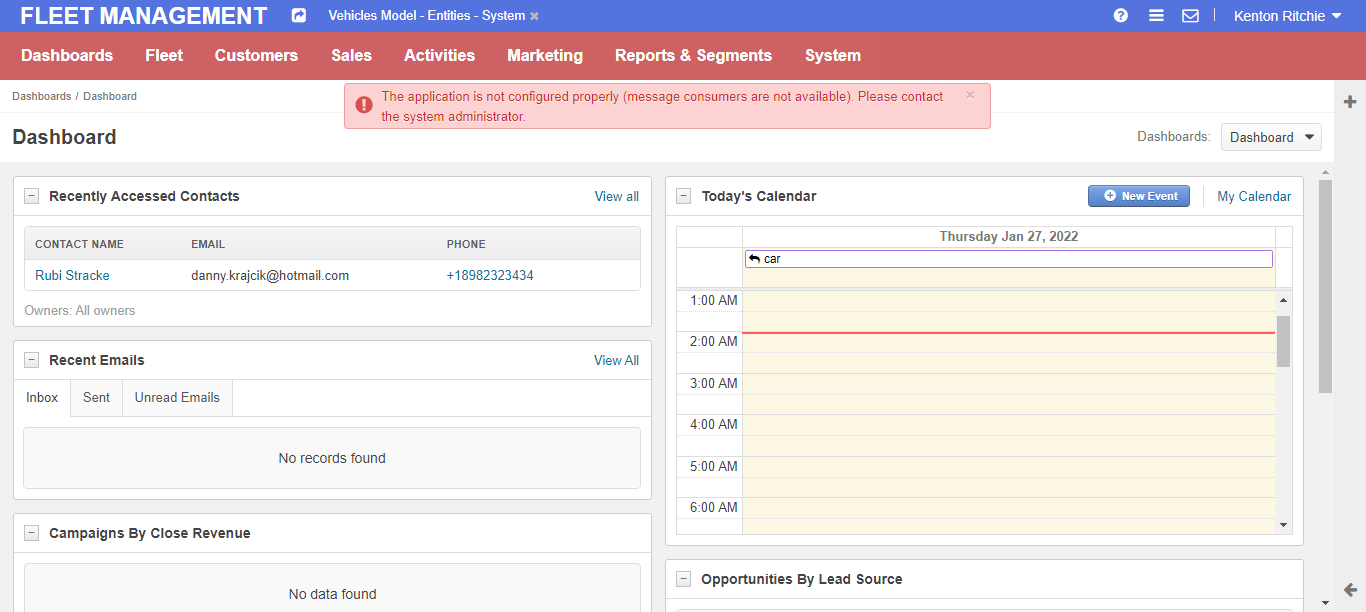 FLEET MANAGEMENT
Vehicles Model - Entities - System
Kenton Ritchie
Dashboards
Fleet
Customers
Sales
Activities
Marketing
Reports & Segments
System
Dashboards / Dashboard
The application is not configured properly (message consumers are not available). Please contact
the system administrator.
Dashboard
Dashboards:
Dashboard
Recently Accessed Contacts
View all
CONTACT NAME EMAIL PHONE
Rubi Stracke danny.krajcik@hotmail.com +18982323434
Owners: All owners
Recent Emails
View All
Inbox
Sent
Unread Emails
No records found
Campaigns By Close Revenue
No data found
Today's Calendar
New Event
My Calendar
Thursday Jan 27, 2022
car
1:00 AM
2:00 AM
3:00 AM
4:00 AM
5:00 AM
6:00 AM
Opportunities By Lead Source